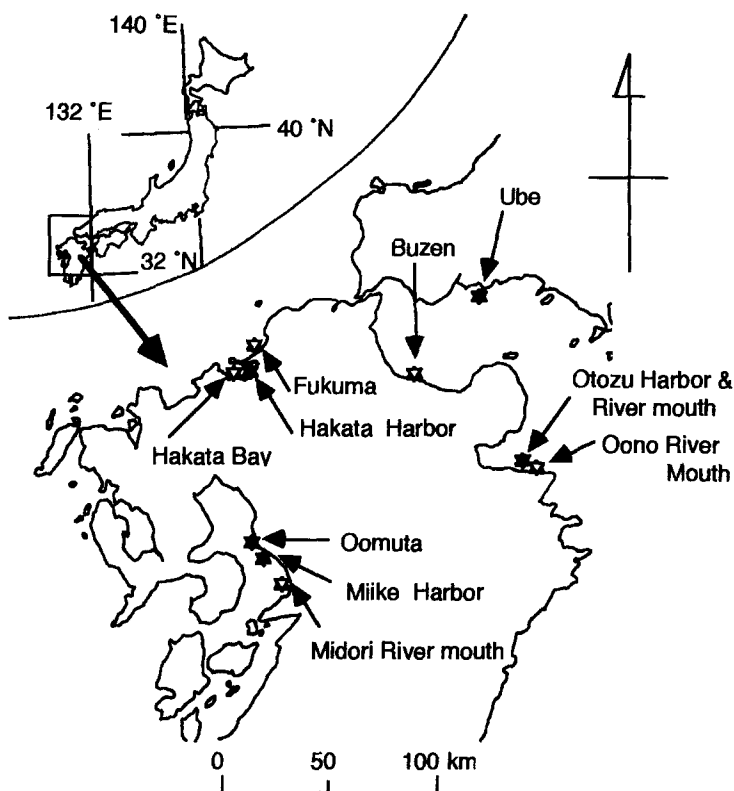 140 °E
132 °E
40 °N
32 °N
Ube
Buzen
Fukuma
Hakata Harbor
Hakata Bay
Otozu Harbor &
River mouth
Oono River
Mouth
Oomuta
Miike Harbor
Midori River mouth
0 50 100 km